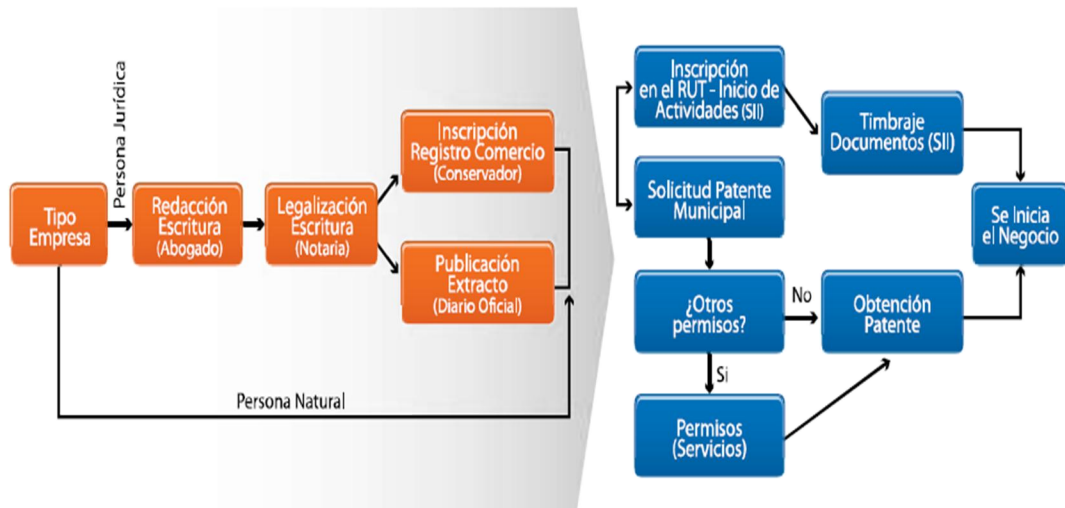 Persona Jurídica
Tipo
Empresa
Redacción
Escritura
(Abogado)
Legalización
Escritura
(Notaria)
Inscripción
Registro Comercio
(Conservador)
Publicación
Extracto
(Diario Oficial)
Persona Natural
Inscripción
en el RUT - Inicio de
Actividades (SII)
Timbraje
Documentos (SII)
Solicitud Patente
Municipal
Se Inicia
el Negocio
¿Otros
permisos?
No
Obtención
Patente
Si
Permisos
(Servicios)